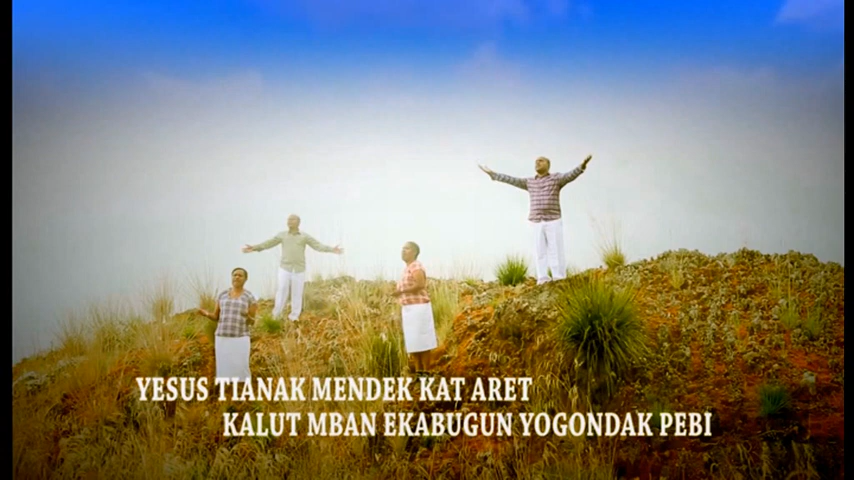 YESUS TIANAK MENDEK KAT ARET
KALUT MBAN EKABUGUN YOGONDAK PEBI